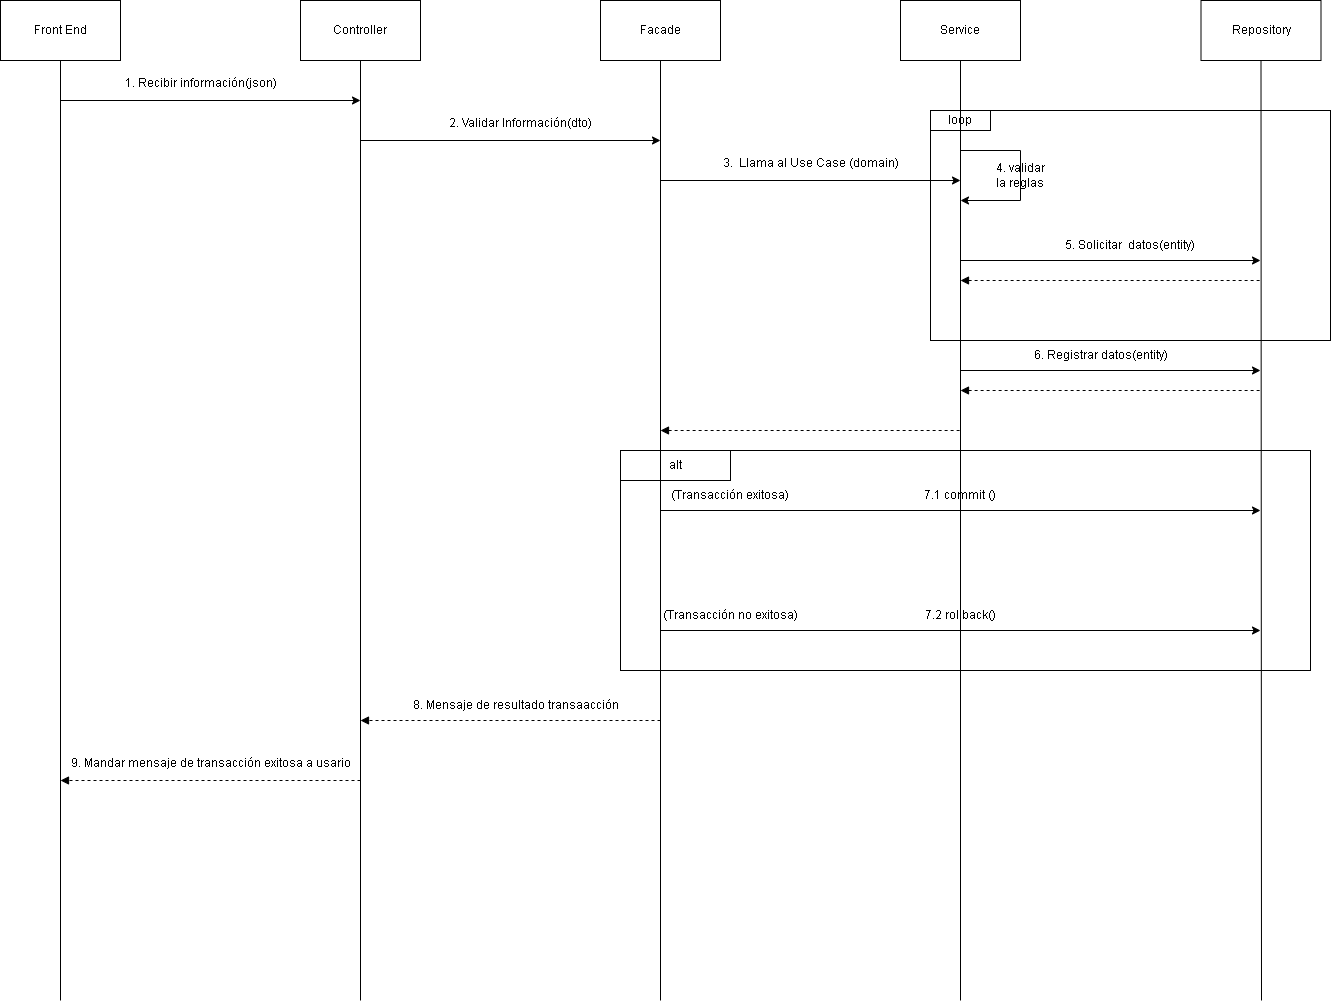 Front End
Controller
Facade
Service
Repository
1. Recibir información(json)
loop
2. Validar Información(dto)
3. Llama al Use Case (domain)
4. validar
la reglas
5. Solicitar datos(entity)
6. Registrar datos(entity)
alt
(Transacción exitosa)
7.1 commit ()
(Transacción no exitosa)
7.2 rollback()
8. Mensaje de resultado transaacción
9. Mandar mensaje de transacción exitosa a usario